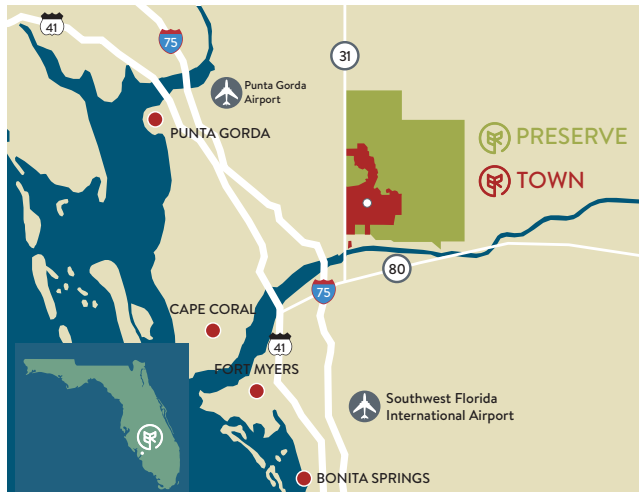 41
75
31
Punta Gorda
Airport
PUNTA GORDA
PRESERVE
TOWN
80
75
CAPE CORAL
41
FORT MYERS
Southwest Florida
International Airport
BONITA SPRINGS